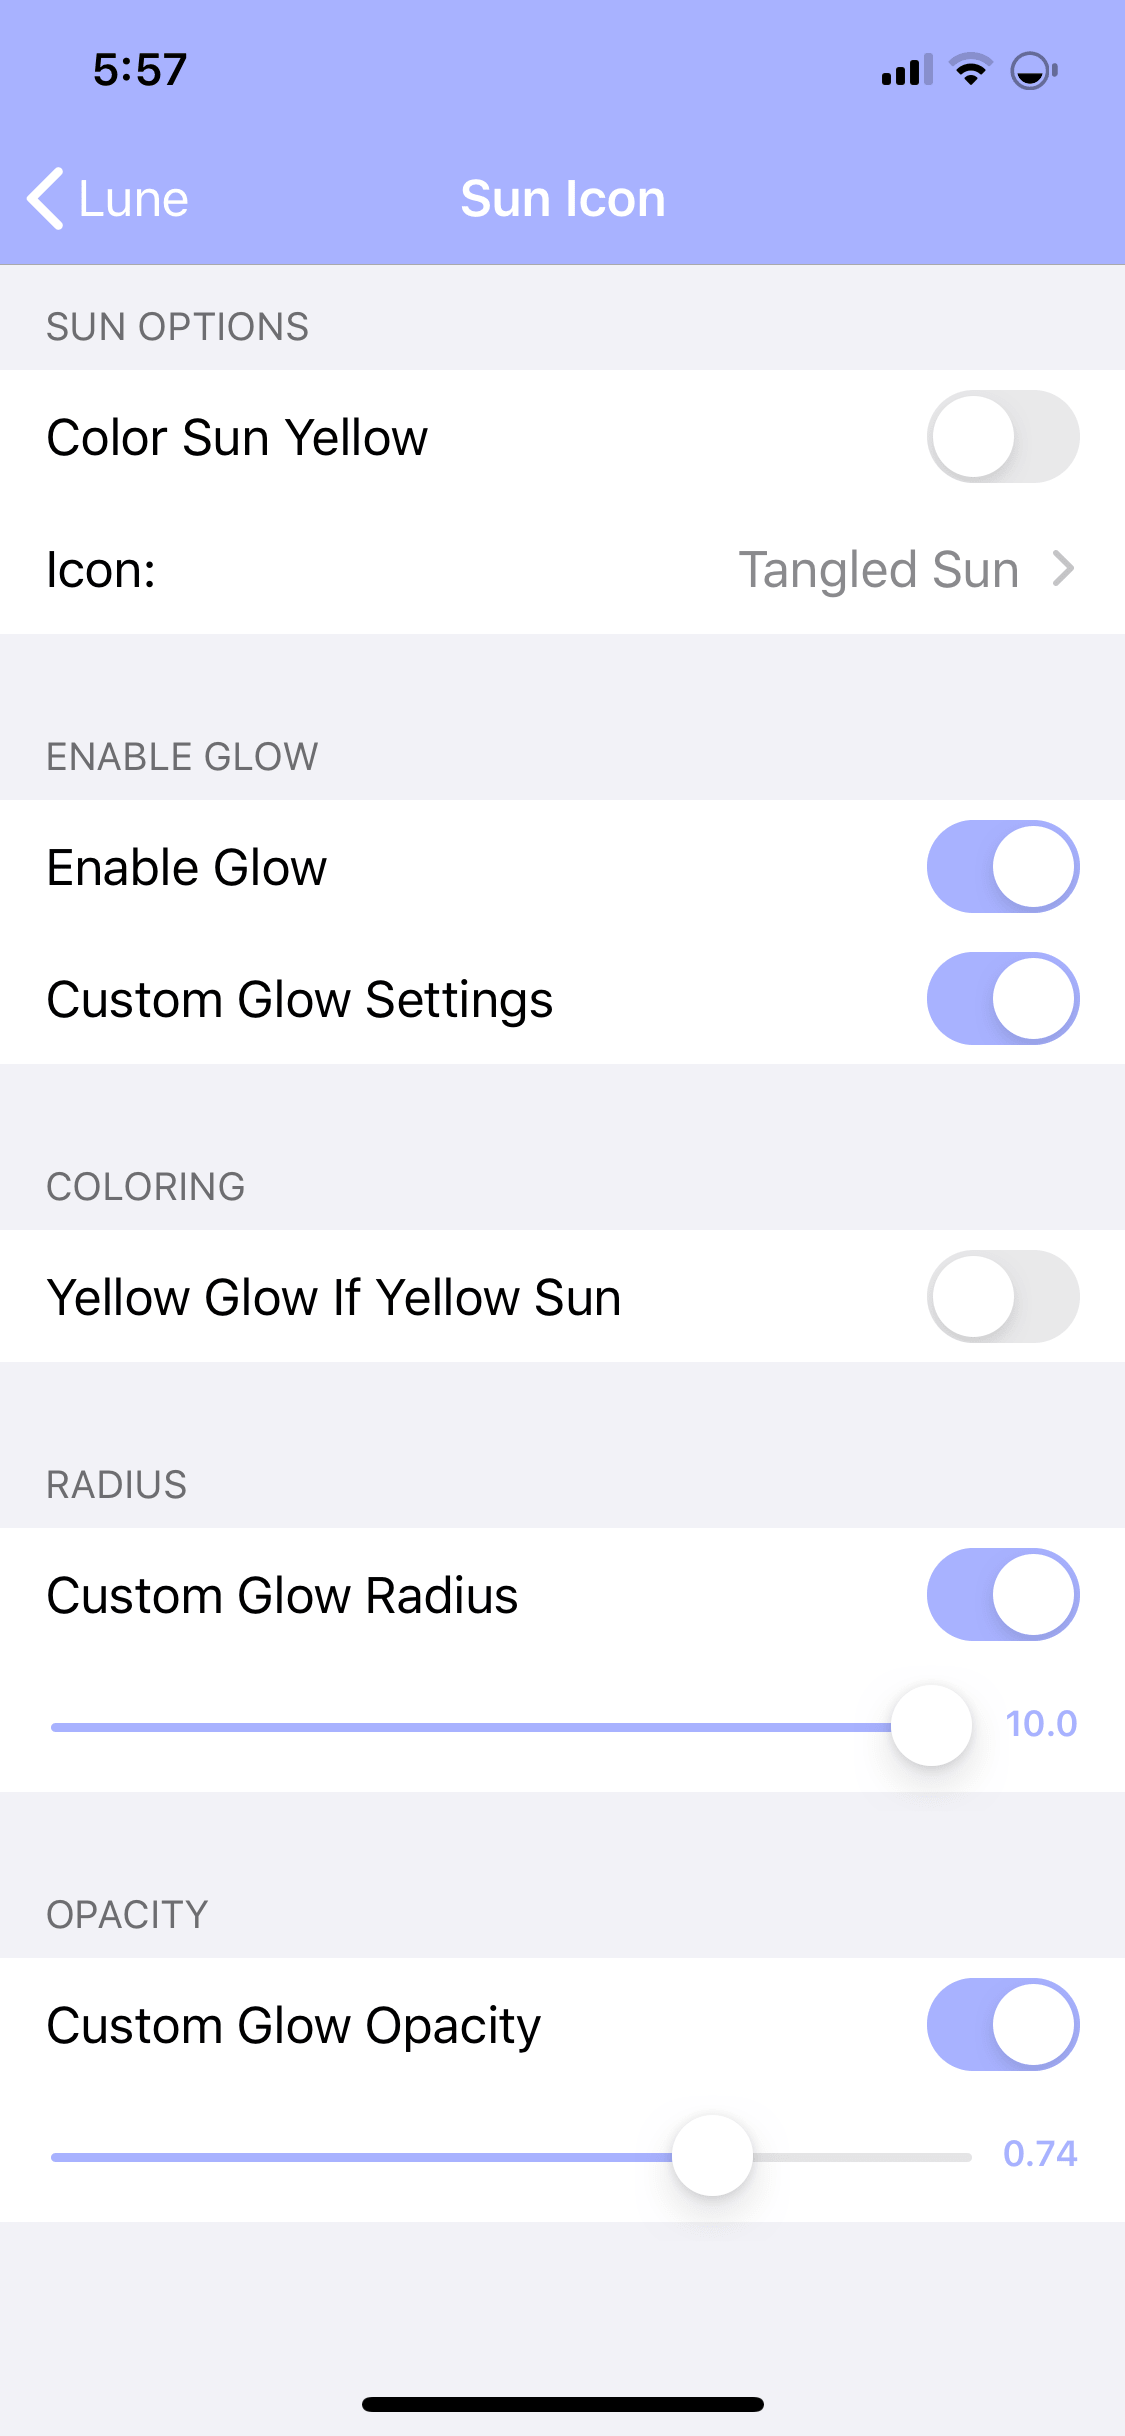 5:57
Lune
Sun Icon
SUN OPTIONS
Color Sun Yellow
Icon:
Tangled Sun
ENABLE GLOW
Enable Glow
Custom Glow Settings
COLORING
Yellow Glow If Yellow Sun
RADIUS
Custom Glow Radius
10.0
OPACITY
Custom Glow Opacity
0.74